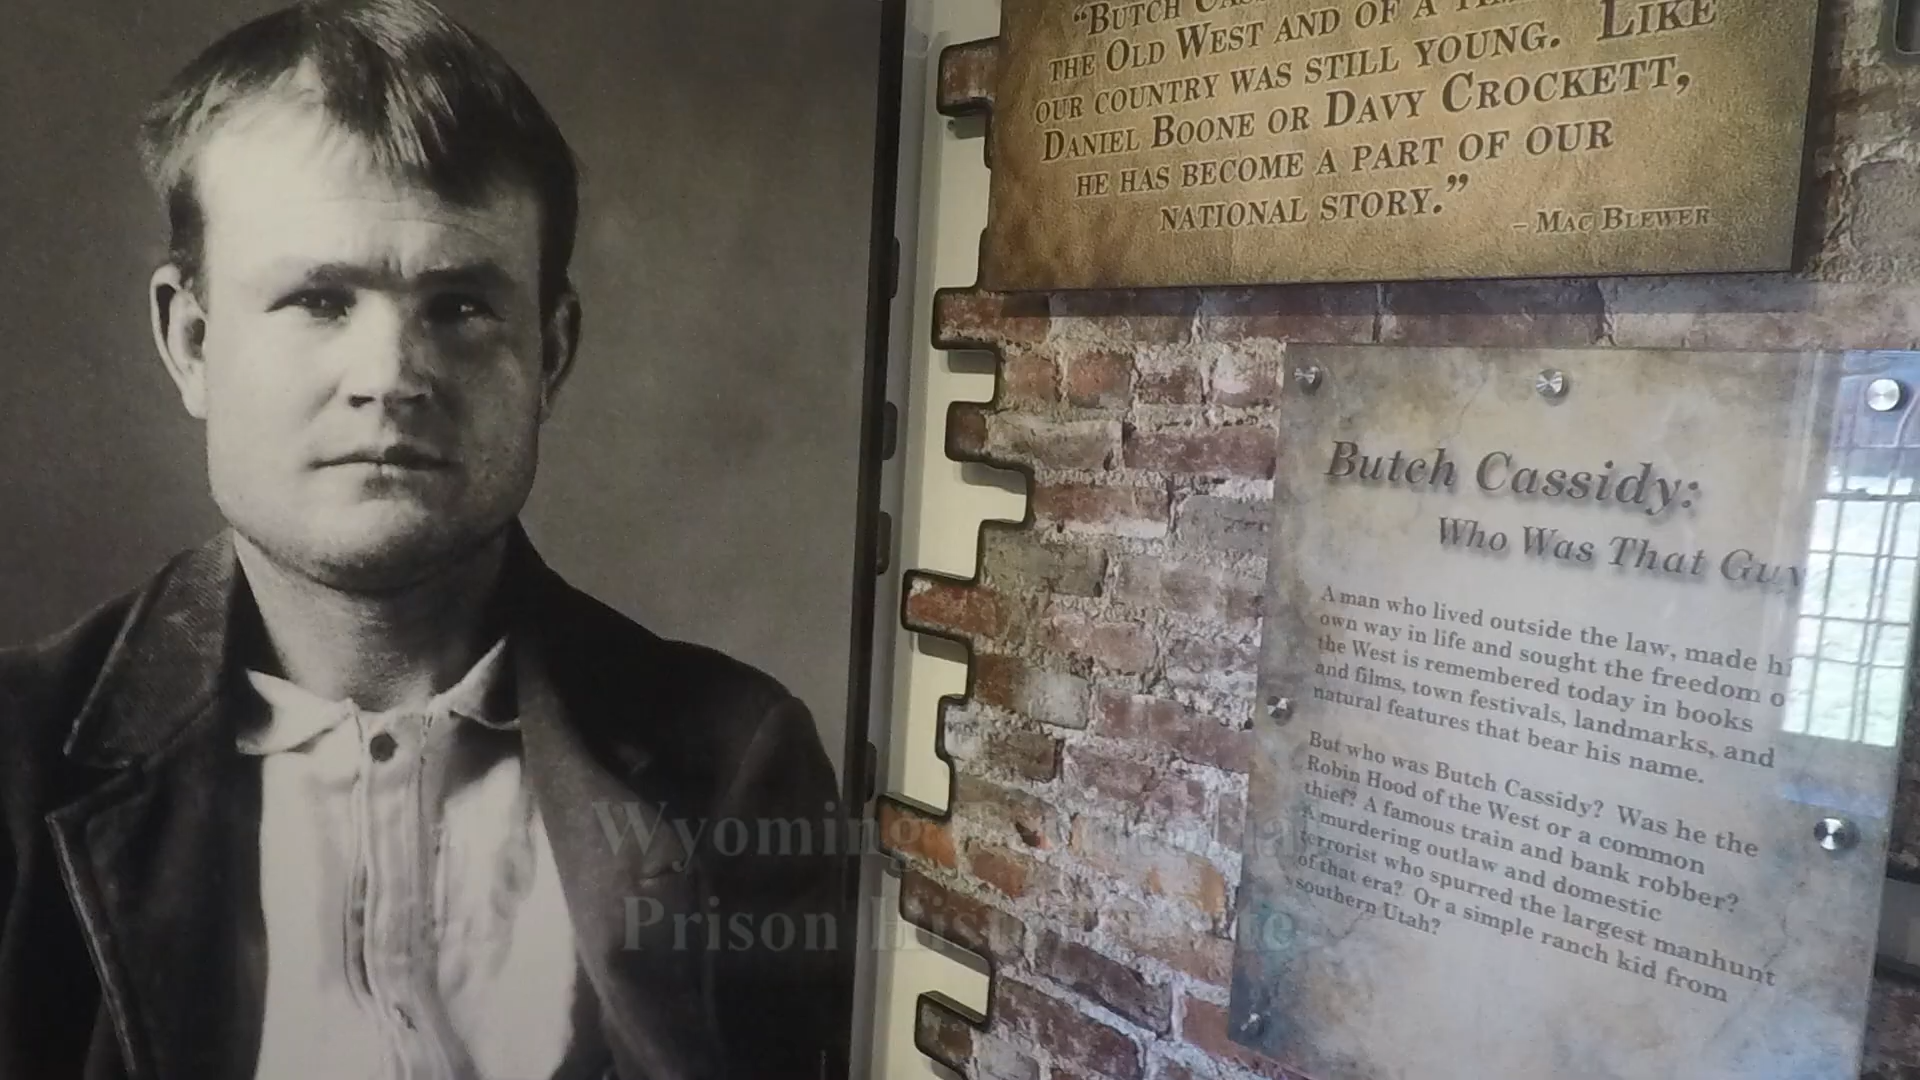 “BUTCH
THE OLD WEST AND OF A
OUR COUNTRY WAS STILL YOUNG. LIKE
DANIEL BOONE OR DAVY CROCKETT,
HE HAS BECOME A PART OF OUR
NATIONAL STORY.”
– MAC BLEWER
Butch Cassidy:
Who Was That Guy
A man who lived outside the law, made
own way in life and sought the freedom
the West is remembered today in books
and films, town festivals, landmarks, and
natural features that bear his name.
But who was Butch Cassidy? Was he the
Robin Hood of the West or a common
thief? A famous train and bank robber?
A murdering outlaw and domestic
terrorist who spurred the largest manhunt
of that era? Or a simple ranch kid from
southern Utah?
Wyoming
Prison